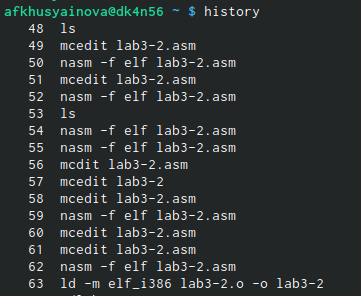 afkhusyainova@dk4n56 ~ $ history
48 ls
49 mcedit lab3-2.asm
50 nasm -f elf lab3-2.asm
51 mcedit lab3-2.asm
52 nasm -f elf lab3-2.asm
53 ls
54 nasm -f elf lab3-2.asm
55 nasm -f elf lab3-2.asm
56 mcdit lab3-2.asm
57 mcedit lab3-2
58 mcedit lab3-2.asm
59 nasm -f elf lab3-2.asm
60 mcedit lab3-2.asm
61 mcedit lab3-2.asm
62 nasm -f elf lab3-2.asm
63 ld -m elf_i386 lab3-2.o -o lab3-2